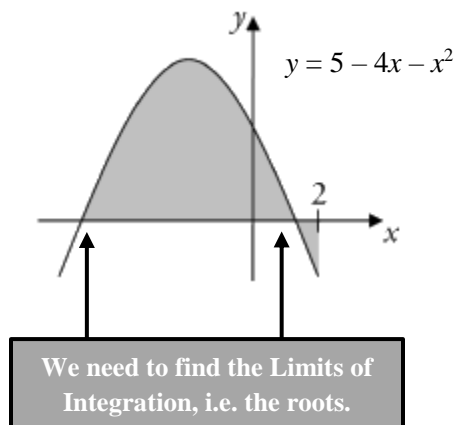 y
y = 5 – 4x – x²
2
x
We need to find the Limits of
Integration, i.e. the roots.